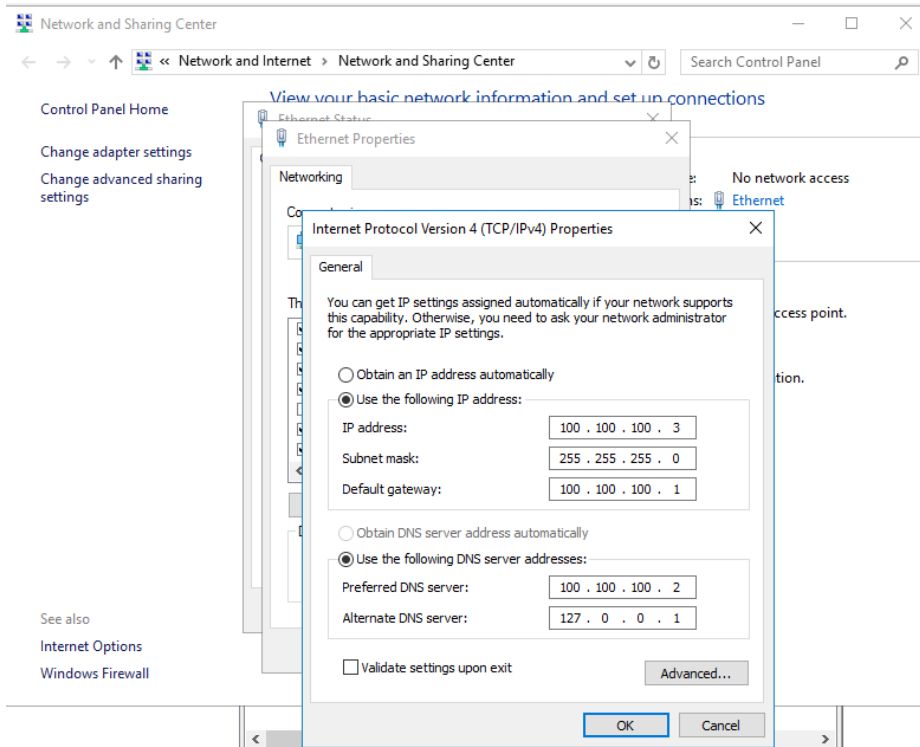 Network and Sharing Center
« Network and Internet › Network and Sharing Center
Search Control Panel
Control Panel Home
Change adapter settings
Change advanced sharing
settings
See also
Internet Options
Windows Firewall
View your basic network information and set up connections
No network access
Ethernet
ccess point.
tion.
Ethernet Status
Ethernet Properties
Networking
Co
Th
Internet Protocol Version 4 (TCP/IPv4) Properties
General
You can get IP settings assigned automatically if your network supports
this capability. Otherwise, you need to ask your network administrator
for the appropriate IP settings.
Obtain an IP address automatically
Use the following IP address:
IP address: 100 . 100 . 100 . 3
Subnet mask: 255 . 255 . 255 . 0
Default gateway: 100 . 100 . 100 . 1
Obtain DNS server address automatically
Use the following DNS server addresses:
Preferred DNS server: 100 . 100 . 100 . 2
Alternate DNS server: 127 . 0 . 0 . 1
Validate settings upon exit
Advanced...
OK
Cancel